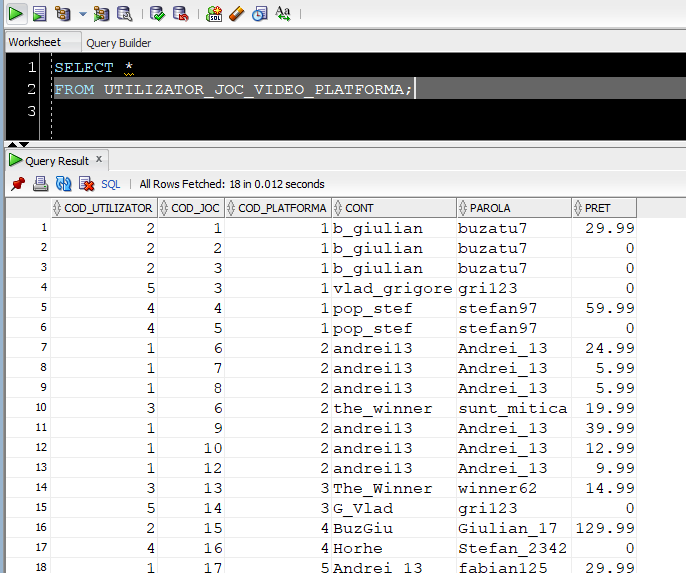 SQL
Aa
Worksheet Query Builder
1 SELECT *
2 FROM UTILIZATOR_JOC_VIDEO_PLATFORMA;
3
Query Result x
SQL | All Rows Fetched: 18 in 0.012 seconds
COD_UTILIZATOR COD_JOC COD_PLATFORMA CONT PAROLA PRET
1 2 1 1 b_giulian buzatu7 29.99
2 2 2 1 b_giulian buzatu7 0
3 2 3 1 b_giulian buzatu7 0
4 5 3 1 vlad_grigore gri123 0
5 4 4 1 pop_stef stefan97 59.99
6 4 5 1 pop_stef stefan97 0
7 1 6 2 andrei13 Andrei_13 24.99
8 1 7 2 andrei13 Andrei_13 5.99
9 1 8 2 andrei13 Andrei_13 5.99
10 3 6 2 the_winner sunt_mitica 19.99
11 1 9 2 andrei13 Andrei_13 39.99
12 1 10 2 andrei13 Andrei_13 12.99
13 1 12 2 andrei13 Andrei_13 9.99
14 3 13 3 The_Winner winner62 14.99
15 5 14 3 G_Vlad gri123 0
16 2 15 4 BuzGiu Giulian_17 129.99
17 4 16 4 Horhe Stefan_2342 0
18 1 17 5 Andrei_13 fabian125 29.99